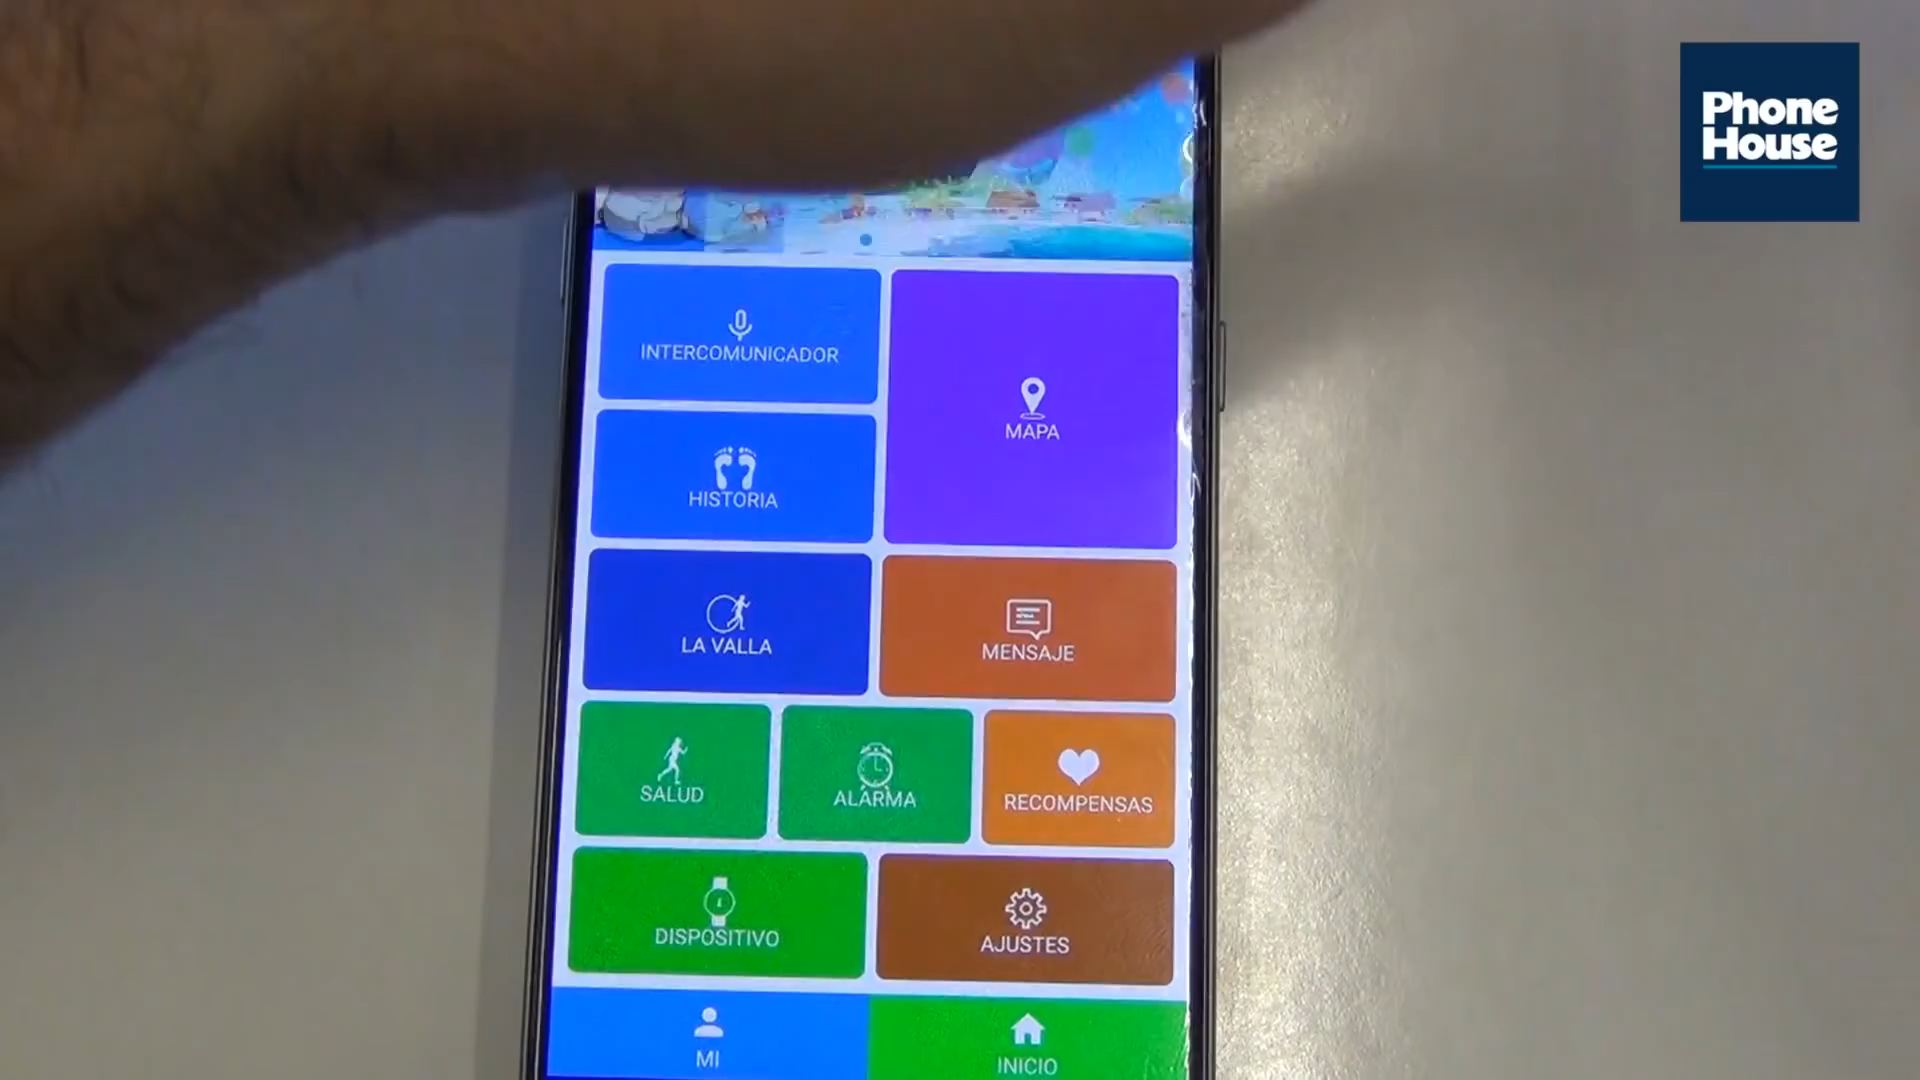 Phone
House
INTERCOMUNICADOR
MAPA
HISTORIA
LA VALLA
MENSAJE
SALUD
ALARMA
RECOMPENSAS
DISPOSITIVO
AJUSTES
MI
INICIO